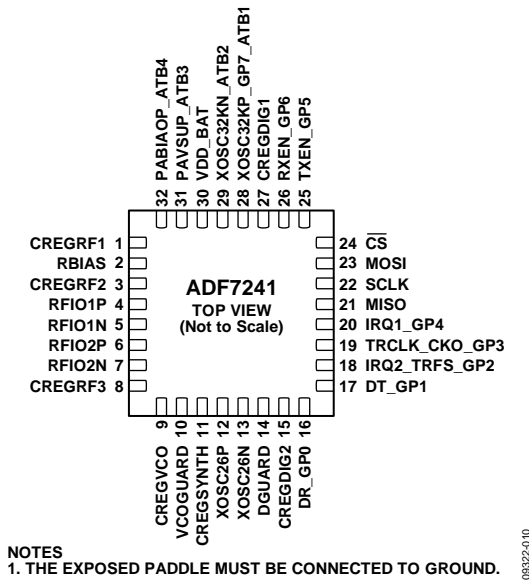 32 PABIAOP_ATB4
31 PAVSUP_ATB3
30 VDD_BAT
29 XOSC32KN_ATB2
28 XOSC32KP_GP7_ATB1
27 CREGDIG1
26 RXEN_GP6
25 TXEN_GP5
CREGRF1 1
RBIAS 2
CREGRF2 3
RFIO1P 4
RFIO1N 5
RFIO2P 6
RFIO2N 7
CREGRF3 8
ADF7241
TOP VIEW
(Not to Scale)
24 CS
23 MOSI
22 SCLK
21 MISO
20 IRQ1_GP4
19 TRCLK_CKO_GP3
18 IRQ2_TRFS_GP2
17 DT_GP1
CREGVCO 9
VCOGUARD 10
CREGSYNTH 11
XOSC26P 12
XOSC26N 13
DGUARD 14
CREGDIG2 15
DR_GP0 16
NOTES
1. THE EXPOSED PADDLE MUST BE CONNECTED TO GROUND.
09322-010